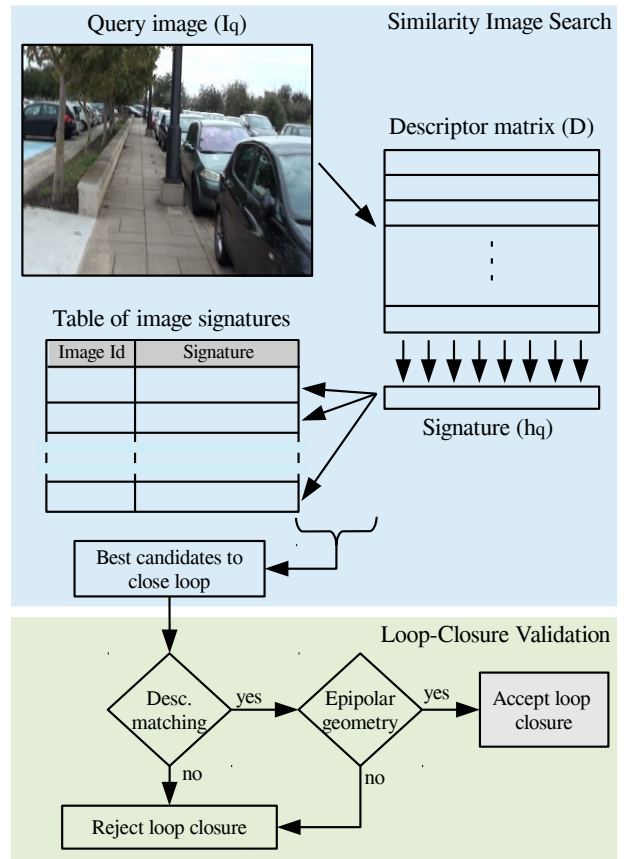 Query image (Iq)
Similarity Image Search
Descriptor matrix (D)
Table of image signatures
Image Id
Signature
Signature (hq)
Best candidates to
close loop
Loop-Closure Validation
Desc.
matching
yes
Epipolar
geometry
yes
Accept loop
closure
no
no
Reject loop closure